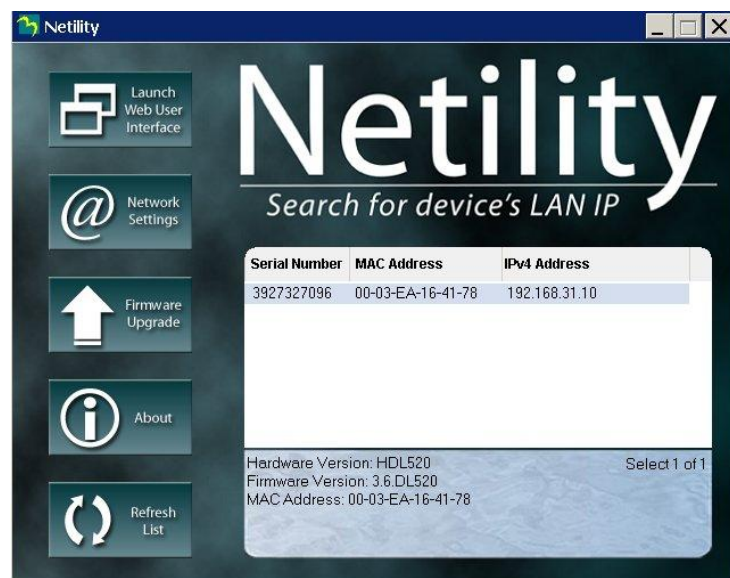 Netility
Launch
Web User
Interface
Network
Settings
Firmware
Upgrade
About
Refresh
List
Netility
Search for device's LAN IP
Serial Number MAC Address IPv4 Address
3927327096 00-03-EA-16-41-78 192.168.31.10
Hardware Version: HDL520 Select 1 of 1
Firmware Version: 3.6.DL520
MAC Address: 00-03-EA-16-41-78